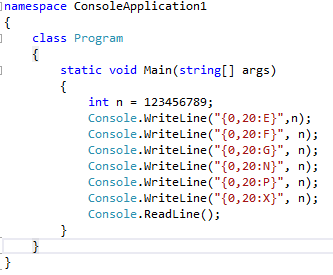 namespace ConsoleApplication1
{
class Program
{
static void Main(string[] args)
{
int n = 123456789;
Console.WriteLine("{0,20:E}",n);
Console.WriteLine("{0,20:F}", n);
Console.WriteLine("{0,20:G}", n);
Console.WriteLine("{0,20:N}", n);
Console.WriteLine("{0,20:P}", n);
Console.WriteLine("{0,20:X}", n);
Console.ReadLine();
}
}
}